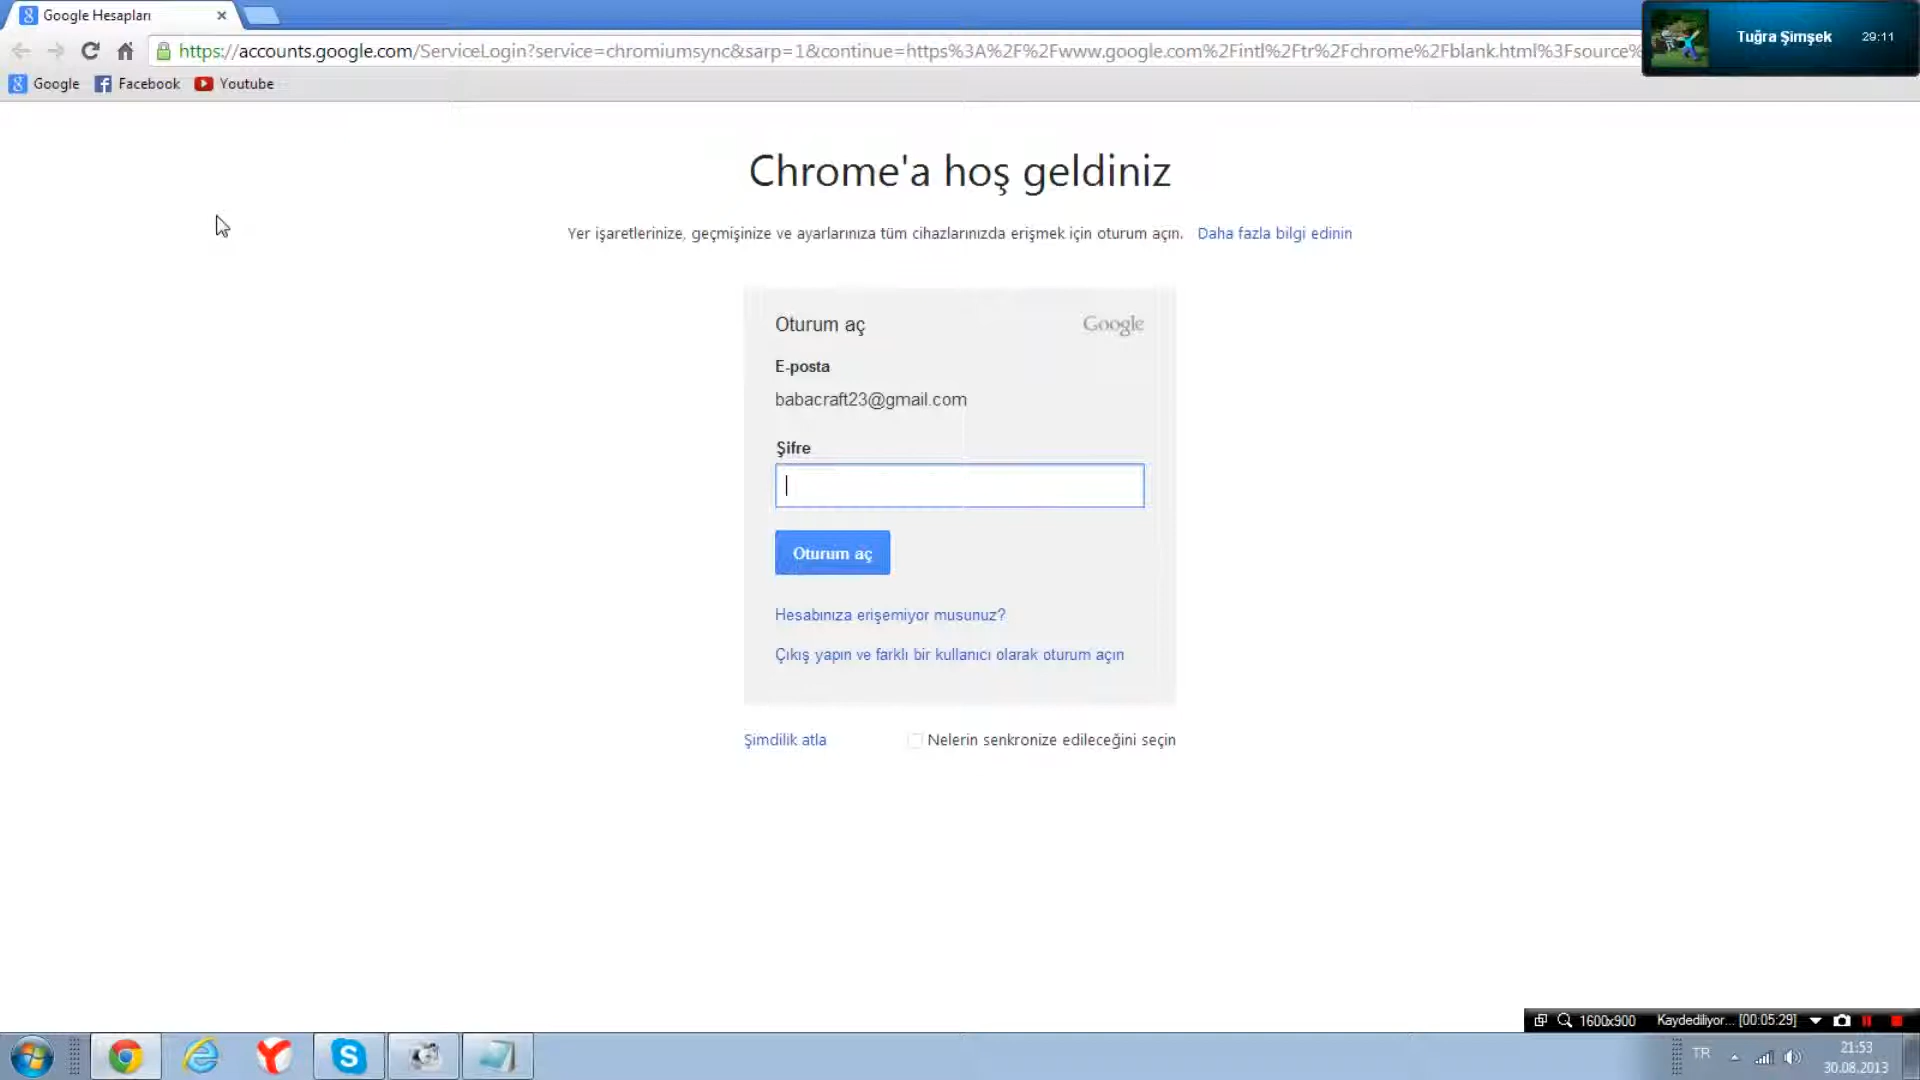 Google Hesapları
https://accounts.google.com/ServiceLogin?service=chromiumsync&sarp=1&continue=https%3A%2F%2Fwww.google.com%2Fintl%2Ftr%2Fchrome%2Fblank.html%3Fsource%
Tuğra Şimşek 29:11
Google Facebook Youtube
Chrome'a hoş geldiniz
Yer işaretlerinize, geçmişinize ve ayarlarınıza tüm cihazlarınızda erişmek için oturum açın. Daha fazla bilgi edinin
Oturum aç Google
E-posta
babacraft23@gmail.com
Şifre
Oturum aç
Hesabınıza erişemiyor musunuz?
Çıkış yapın ve farklı bir kullanıcı olarak oturum açın
Şimdilik atla Nelerin senkronize edileceğini seçin
1600x900 Kaydediliyor... [00:05:29]
TR 21:53
30.08.2013